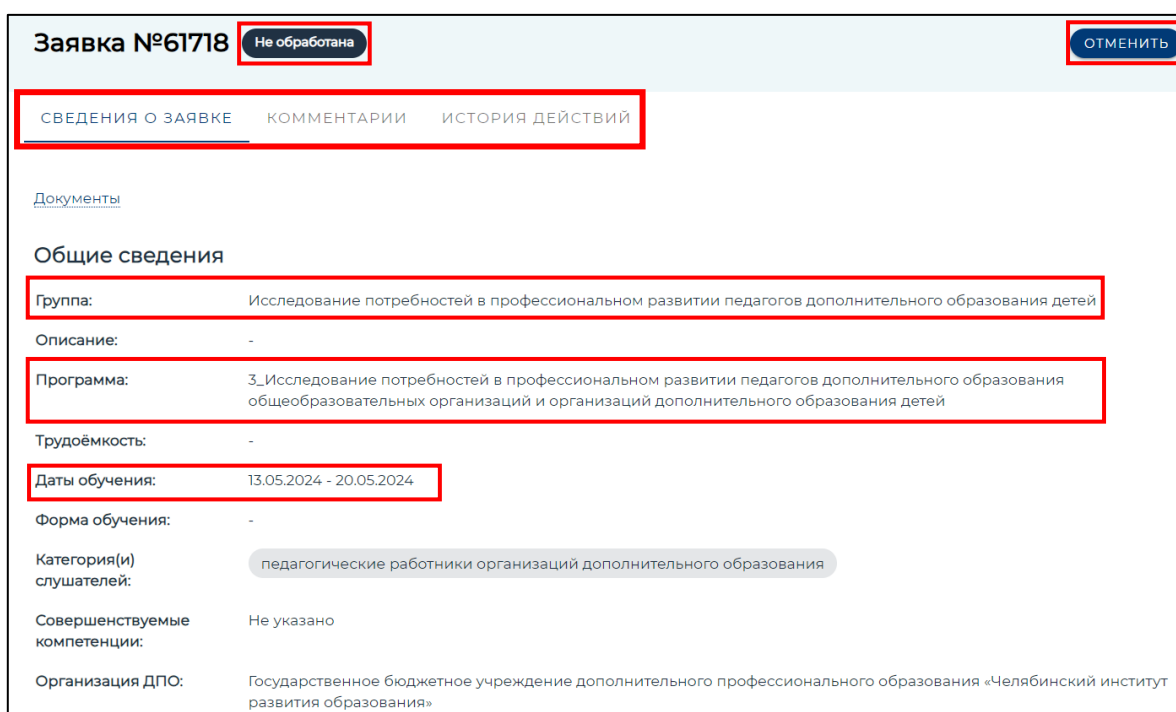 Заявка №61718 Не обработана ОТМЕНИТЬ
СВЕДЕНИЯ О ЗАЯВКЕ КОММЕНТАРИИ ИСТОРИЯ ДЕЙСТВИЙ
Документы
Общие сведения
Группа: Исследование потребностей в профессиональном развитии педагогов дополнительного образования детей
Описание: -
Программа: 3_Исследование потребностей в профессиональном развитии педагогов дополнительного образования
общеобразовательных организаций и организаций дополнительного образования детей
Трудоёмкость: -
Даты обучения: 13.05.2024 - 20.05.2024
Форма обучения: -
Категория(и)
слушателей:
педагогические работники организаций дополнительного образования
Совершенствуемые Не указано
компетенции:
Организация ДПО: Государственное бюджетное учреждение дополнительного профессионального образования «Челябинский институт
развития образования»